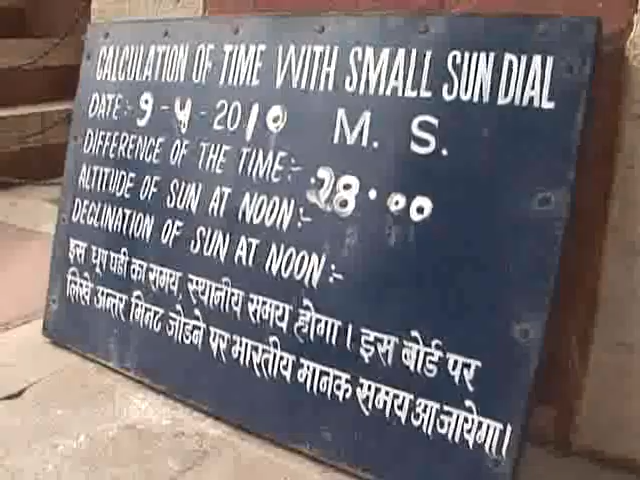 CALCULATION OF TIME WITH SMALL SUN DIAL
DATE:- 9 - 4 - 2010 M. S.
DIFFERENCE OF THE TIME:- 28.00
ALTITUDE OF SUN AT NOON:-
DECLINATION OF SUN AT NOON:-
इस धूप घडी का समय, स्थानीय समय होगा। इस बोर्ड पर
लिखे अन्तर मिनट जोडने पर भारतीय मानक समय आ जायेगा।